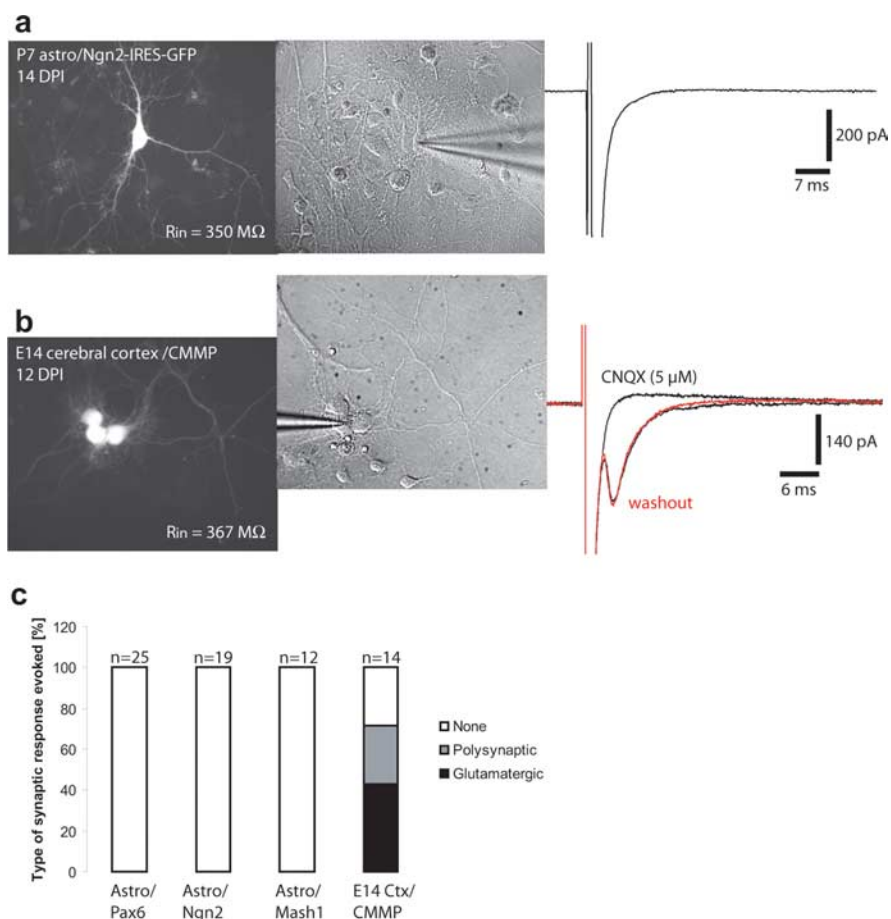 a
P7 astro/Ngn2-IRES-GFP
14 DPI
Rin = 350 MΩ
200 pA
7 ms
b
E14 cerebral cortex /CMMP
12 DPI
Rin = 367 MΩ
CNQX (5 µM)
140 pA
6 ms
washout
c
Type of synaptic response evoked [%]
120
100
80
60
40
20
0
n=25
n=19
n=12
n=14
None
Polysynaptic
Glutamatergic
Astro/
Pax6
Astro/
Ngn2
Astro/
Mash1
E14 Ctx/
CMMP